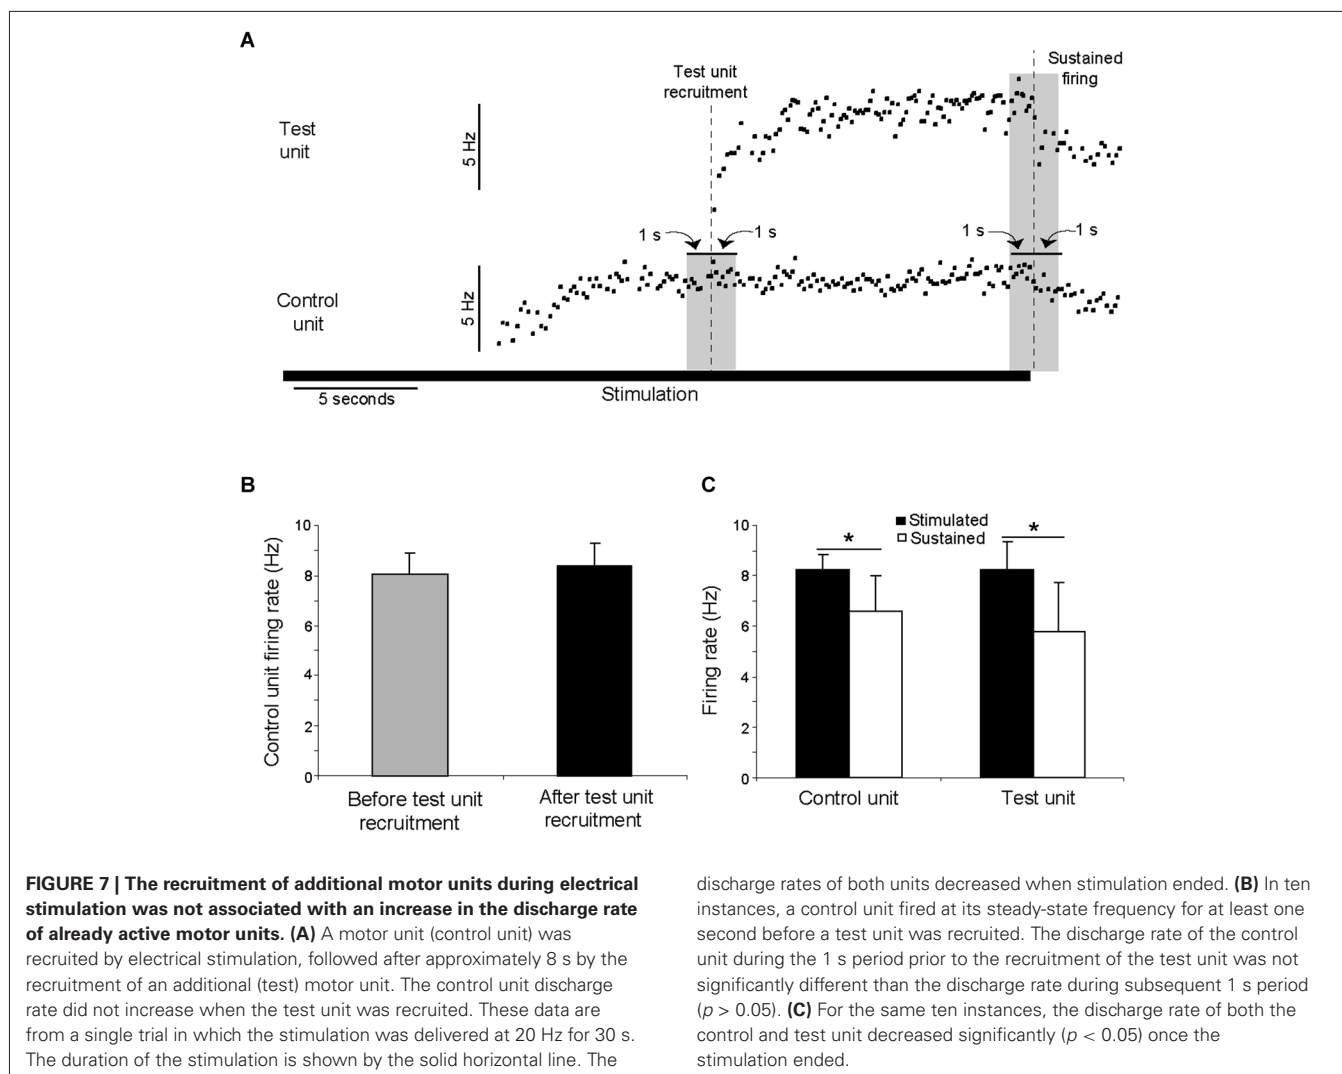 A
Test unit
recruitment
Sustained
firing
Test
unit
5 Hz
1 s
1 s
1 s
1 s
Control
unit
5 Hz
5 seconds
Stimulation
B
Control unit firing rate (Hz)
10
8
6
4
2
0
Before test unit
recruitment
After test unit
recruitment
C
Firing rate (Hz)
10
8
6
4
2
0
Stimulated
Sustained
*
*
Control unit
Test unit
FIGURE 7 | The recruitment of additional motor units during electrical
stimulation was not associated with an increase in the discharge rate
of already active motor units. (A) A motor unit (control unit) was
recruited by electrical stimulation, followed after approximately 8 s by the
recruitment of an additional (test) motor unit. The control unit discharge
rate did not increase when the test unit was recruited. These data are
from a single trial in which the stimulation was delivered at 20 Hz for 30 s.
The duration of the stimulation is shown by the solid horizontal line. The
discharge rates of both units decreased when stimulation ended. (B) In ten
instances, a control unit fired at its steady-state frequency for at least one
second before a test unit was recruited. The discharge rate of the control
unit during the 1 s period prior to the recruitment of the test unit was not
significantly different than the discharge rate during subsequent 1 s period
(p > 0.05). (C) For the same ten instances, the discharge rate of both the
control and test unit decreased significantly (p < 0.05) once the
stimulation ended.